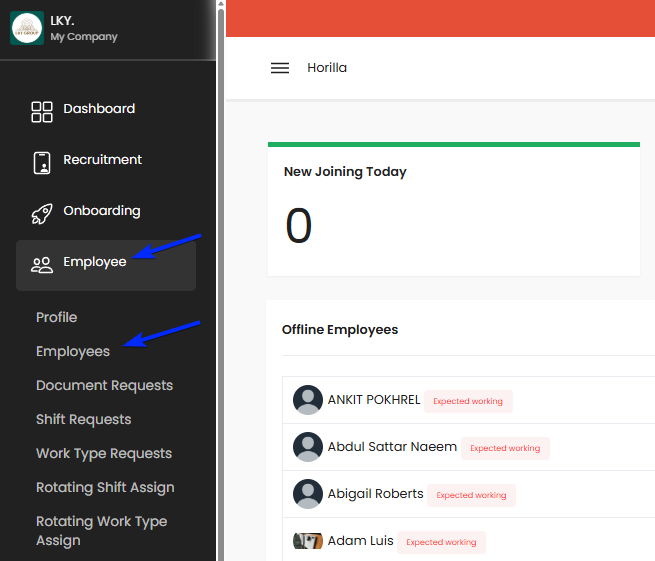 LKY.
My Company
Dashboard
Recruitment
Onboarding
Employee
Profile
Employees
Document Requests
Shift Requests
Work Type Requests
Rotating Shift Assign
Rotating Work Type
Assign
Horilla
New Joining Today
0
Offline Employees
ANKIT POKHREL Expected working
Abdul Sattar Naeem Expected working
Abigail Roberts Expected working
Adam Luis Expected working